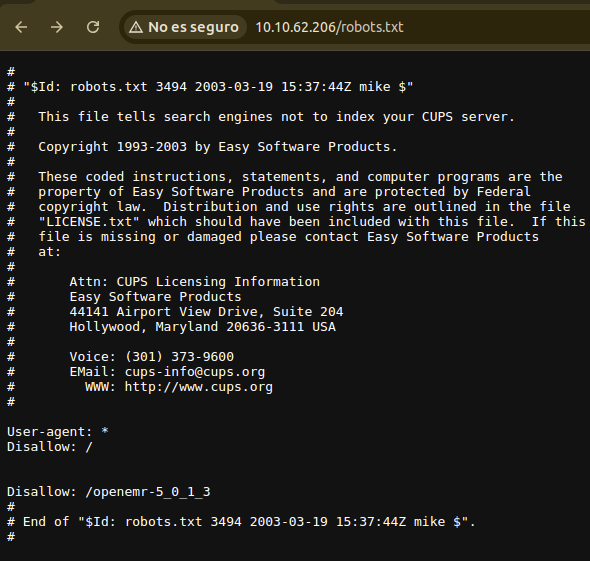 No es seguro 10.10.62.206/robots.txt
#
# "$Id: robots.txt 3494 2003-03-19 15:37:44Z mike $"
#
#   This file tells search engines not to index your CUPS server.
#
#   Copyright 1993-2003 by Easy Software Products.
#
#   These coded instructions, statements, and computer programs are the
#   property of Easy Software Products and are protected by Federal
#   copyright law.  Distribution and use rights are outlined in the file
#   "LICENSE.txt" which should have been included with this file.  If this
#   file is missing or damaged please contact Easy Software Products
#   at:
#
#       Attn: CUPS Licensing Information
#       Easy Software Products
#       44141 Airport View Drive, Suite 204
#       Hollywood, Maryland 20636-3111 USA
#
#       Voice: (301) 373-9600
#       EMail: cups-info@cups.org
#         WWW: http://www.cups.org
#
User-agent: *
Disallow: /
Disallow: /openemr-5_0_1_3
#
# End of "$Id: robots.txt 3494 2003-03-19 15:37:44Z mike $".
#